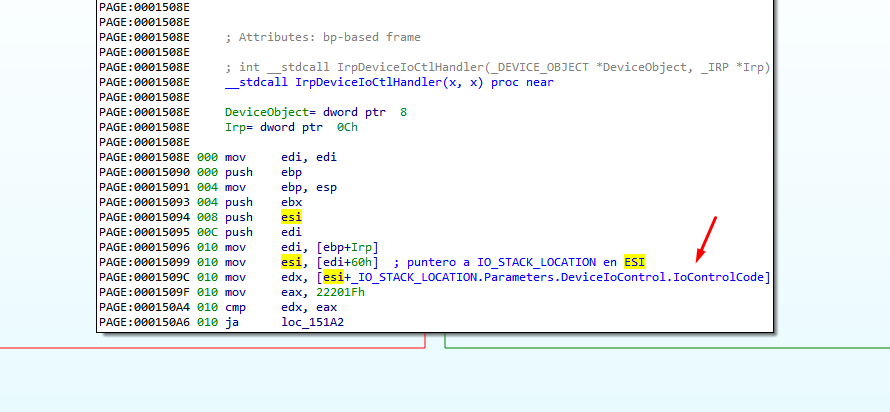 PAGE:0001508E
PAGE:0001508E
PAGE:0001508E
PAGE:0001508E ; Attributes: bp-based frame
PAGE:0001508E
PAGE:0001508E ; int __stdcall IrpDeviceIoCtlHandler(_DEVICE_OBJECT *DeviceObject, _IRP *Irp)
PAGE:0001508E __stdcall IrpDeviceIoCtlHandler(x, x) proc near
PAGE:0001508E
PAGE:0001508E DeviceObject= dword ptr 8
PAGE:0001508E Irp= dword ptr 0Ch
PAGE:0001508E
PAGE:0001508E 000 mov edi, edi
PAGE:00015090 000 push ebp
PAGE:00015091 004 mov ebp, esp
PAGE:00015093 004 push ebx
PAGE:00015094 008 push esi
PAGE:00015095 00C push edi
PAGE:00015096 010 mov edi, [ebp+Irp]
PAGE:00015099 010 mov esi, [edi+60h] ; puntero a IO_STACK_LOCATION en ESI
PAGE:0001509C 010 mov edx, [esi+_IO_STACK_LOCATION.Parameters.DeviceIoControl.IoControlCode]
PAGE:0001509F 010 mov eax, 22201Fh
PAGE:000150A4 010 cmp edx, eax
PAGE:000150A6 010 ja loc_151A2